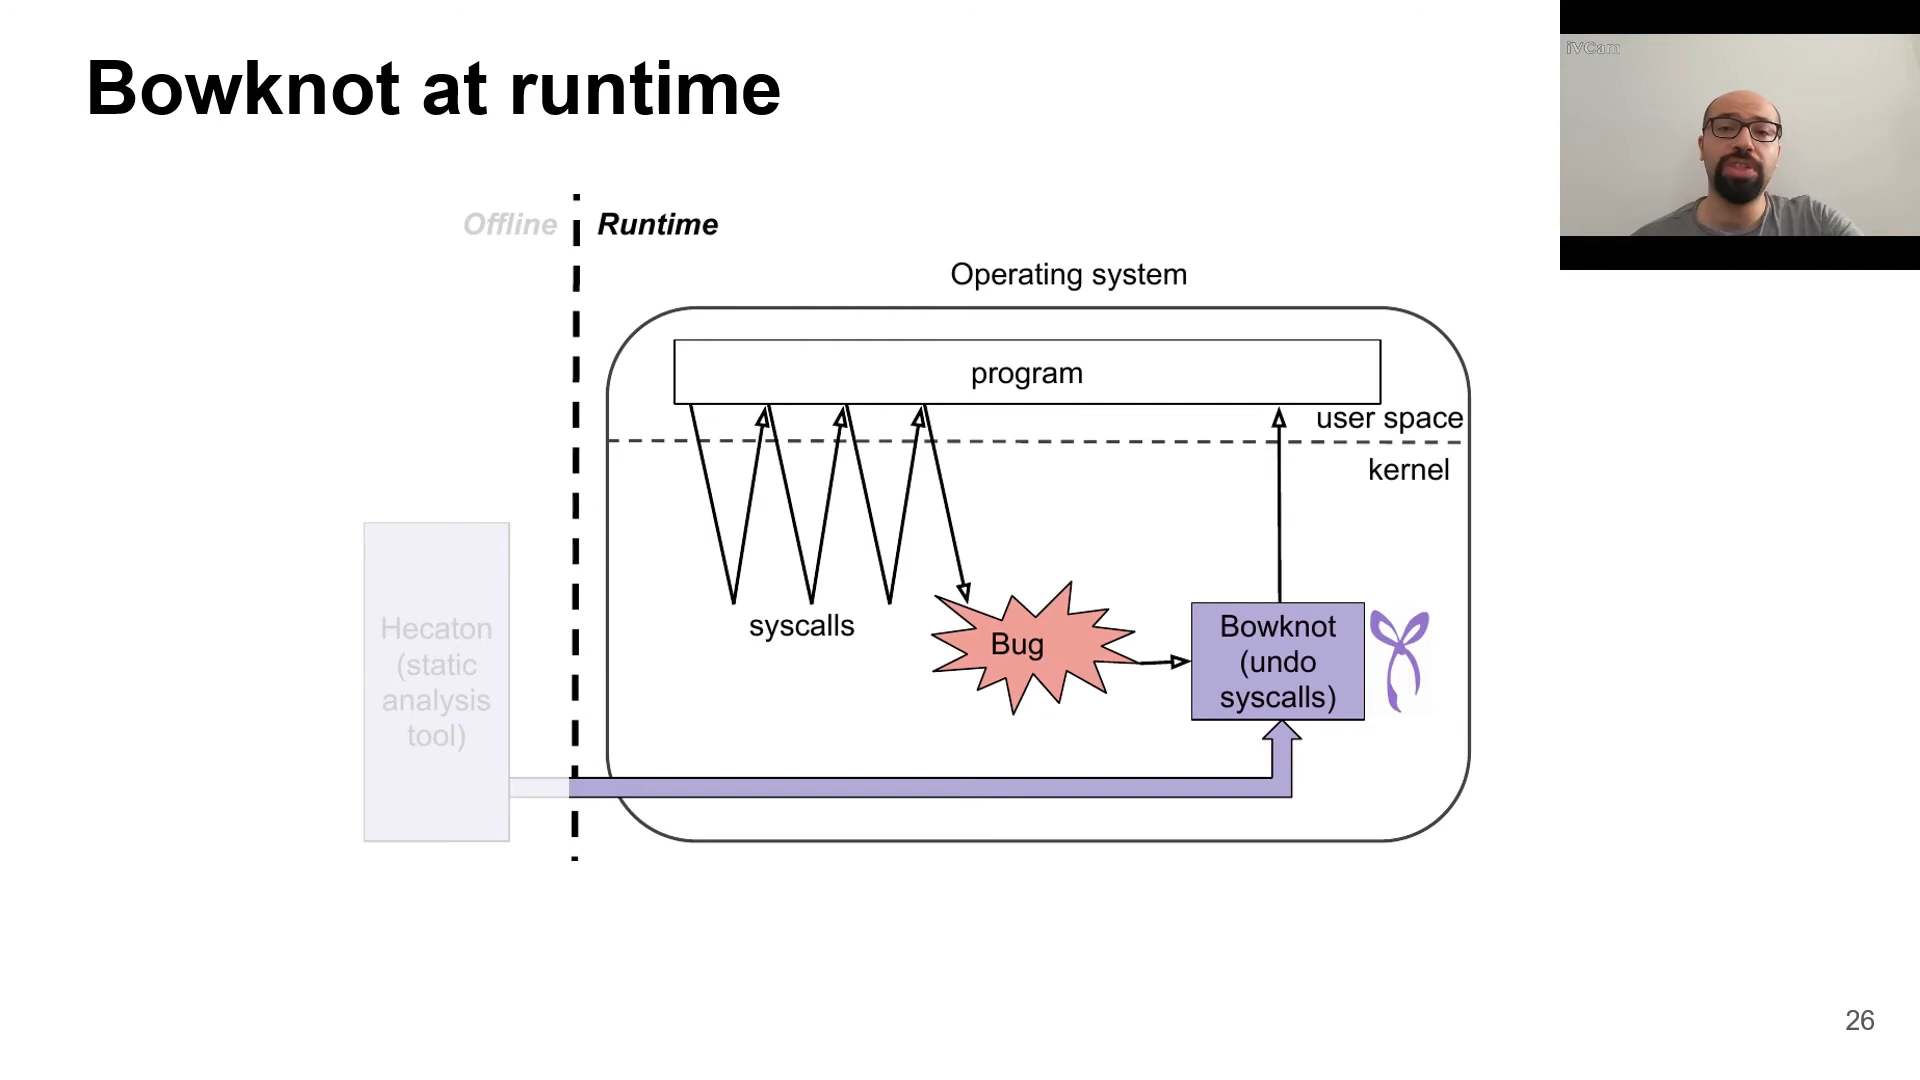 Bowknot at runtime
iVCam
Offline
Runtime
Operating system
program
user space
kernel
syscalls
Bug
Bowknot
(undo
syscalls)
Hecaton
(static
analysis
tool)
26